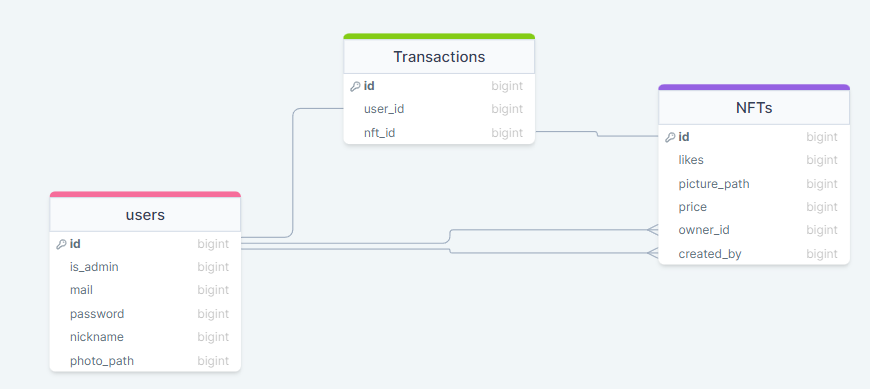 Transactions
id bigint
user_id bigint
nft_id bigint
NFTs
id bigint
likes bigint
picture_path bigint
price bigint
owner_id bigint
created_by bigint
users
id bigint
is_admin bigint
mail bigint
password bigint
nickname bigint
photo_path bigint